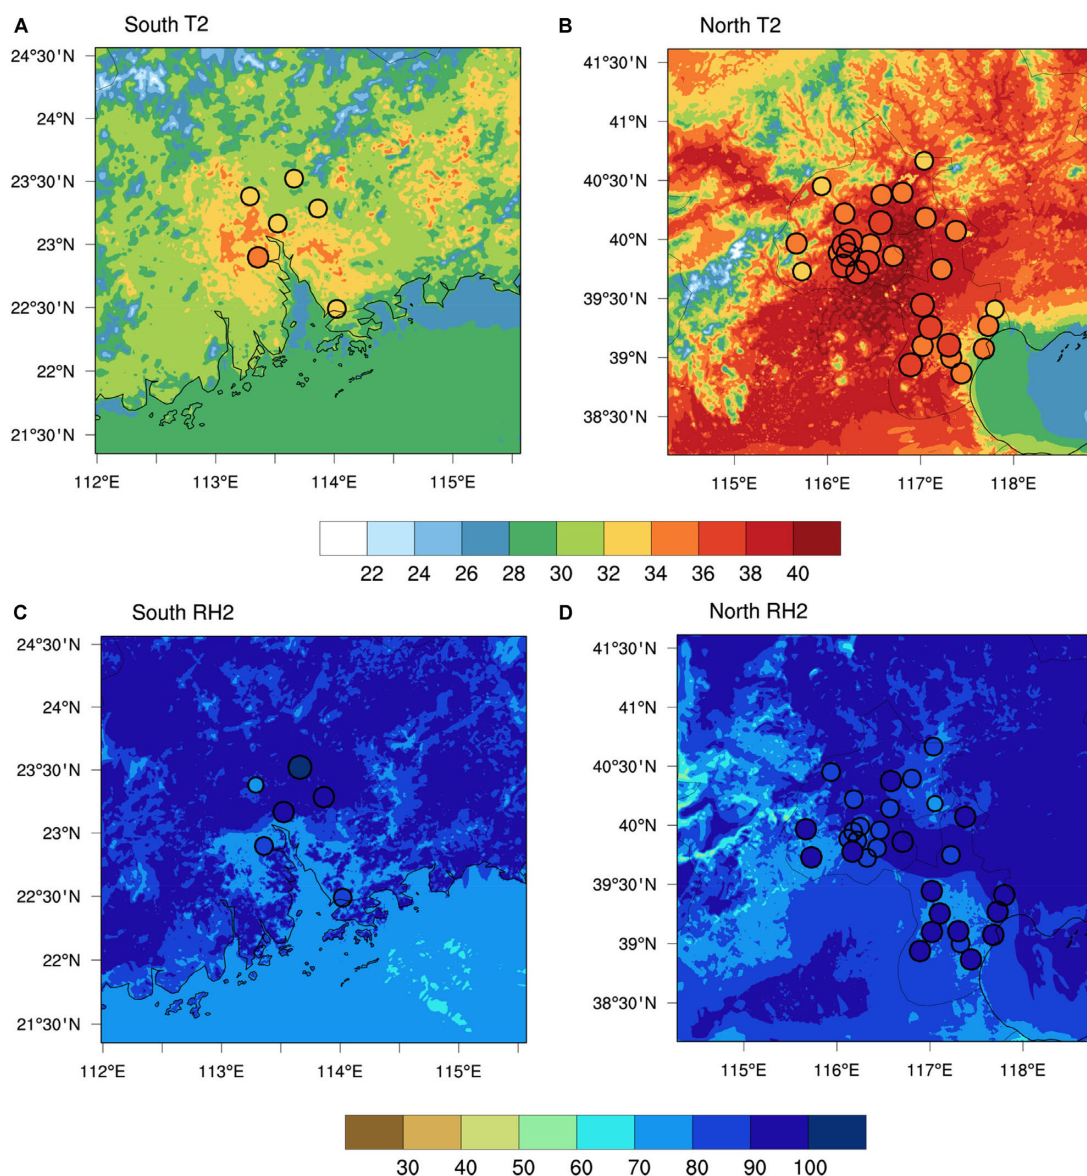 A South T2
B North T2
24°30'N
24°N
23°30'N
23°N
22°30'N
22°N
21°30'N
112°E 113°E 114°E 115°E
41°30'N
41°N
40°30'N
40°N
39°30'N
39°N
38°30'N
115°E 116°E 117°E 118°E
22 24 26 28 30 32 34 36 38 40
C South RH2
D North RH2
24°30'N
24°N
23°30'N
23°N
22°30'N
22°N
21°30'N
112°E 113°E 114°E 115°E
41°30'N
41°N
40°30'N
40°N
39°30'N
39°N
38°30'N
115°E 116°E 117°E 118°E
30 40 50 60 70 80 90 100